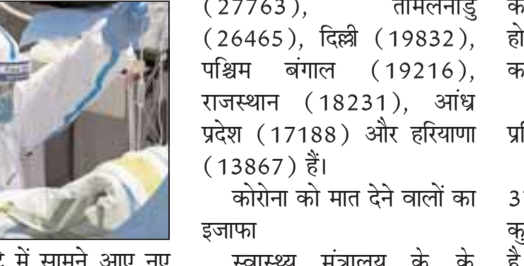 (27763), तमिलनाडु
(26465), दिल्ली (19832),
पश्चिम बंगाल (19216),
राजस्थान (18231), आंध्र
प्रदेश (17188) और हरियाणा
(13867) हैं।
कोरोना को मात देने वालों का
इजाफा
स्वास्थ्य मंत्रालय के के
में सामने आए नए